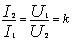 I₂/I₁ = U₁/U₂ = k